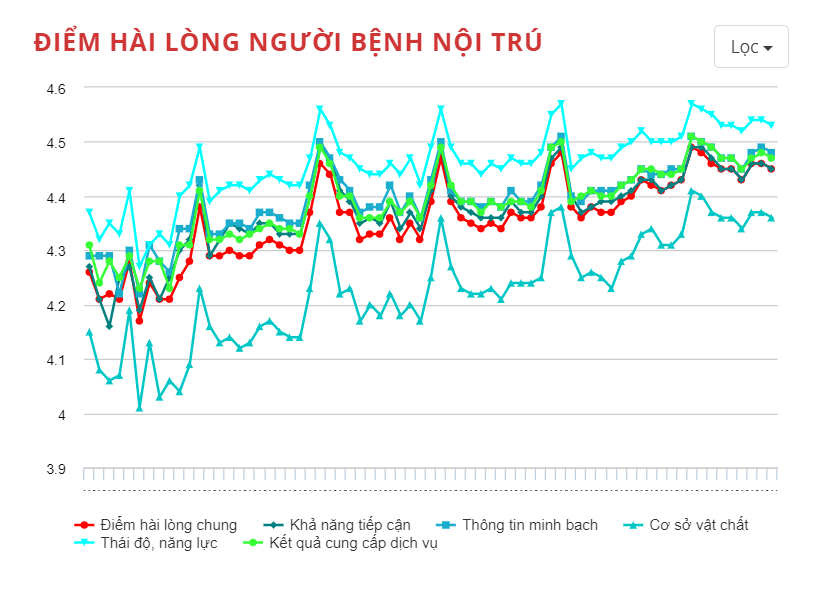 ĐIỂM HÀI LÒNG NGƯỜI BỆNH NỘI TRÚ
Lọc
4.6
4.5
4.4
4.3
4.2
4.1
4
3.9
Điểm hài lòng chung Khả năng tiếp cận Thông tin minh bạch Cơ sở vật chất
Thái độ, năng lực Kết quả cung cấp dịch vụ